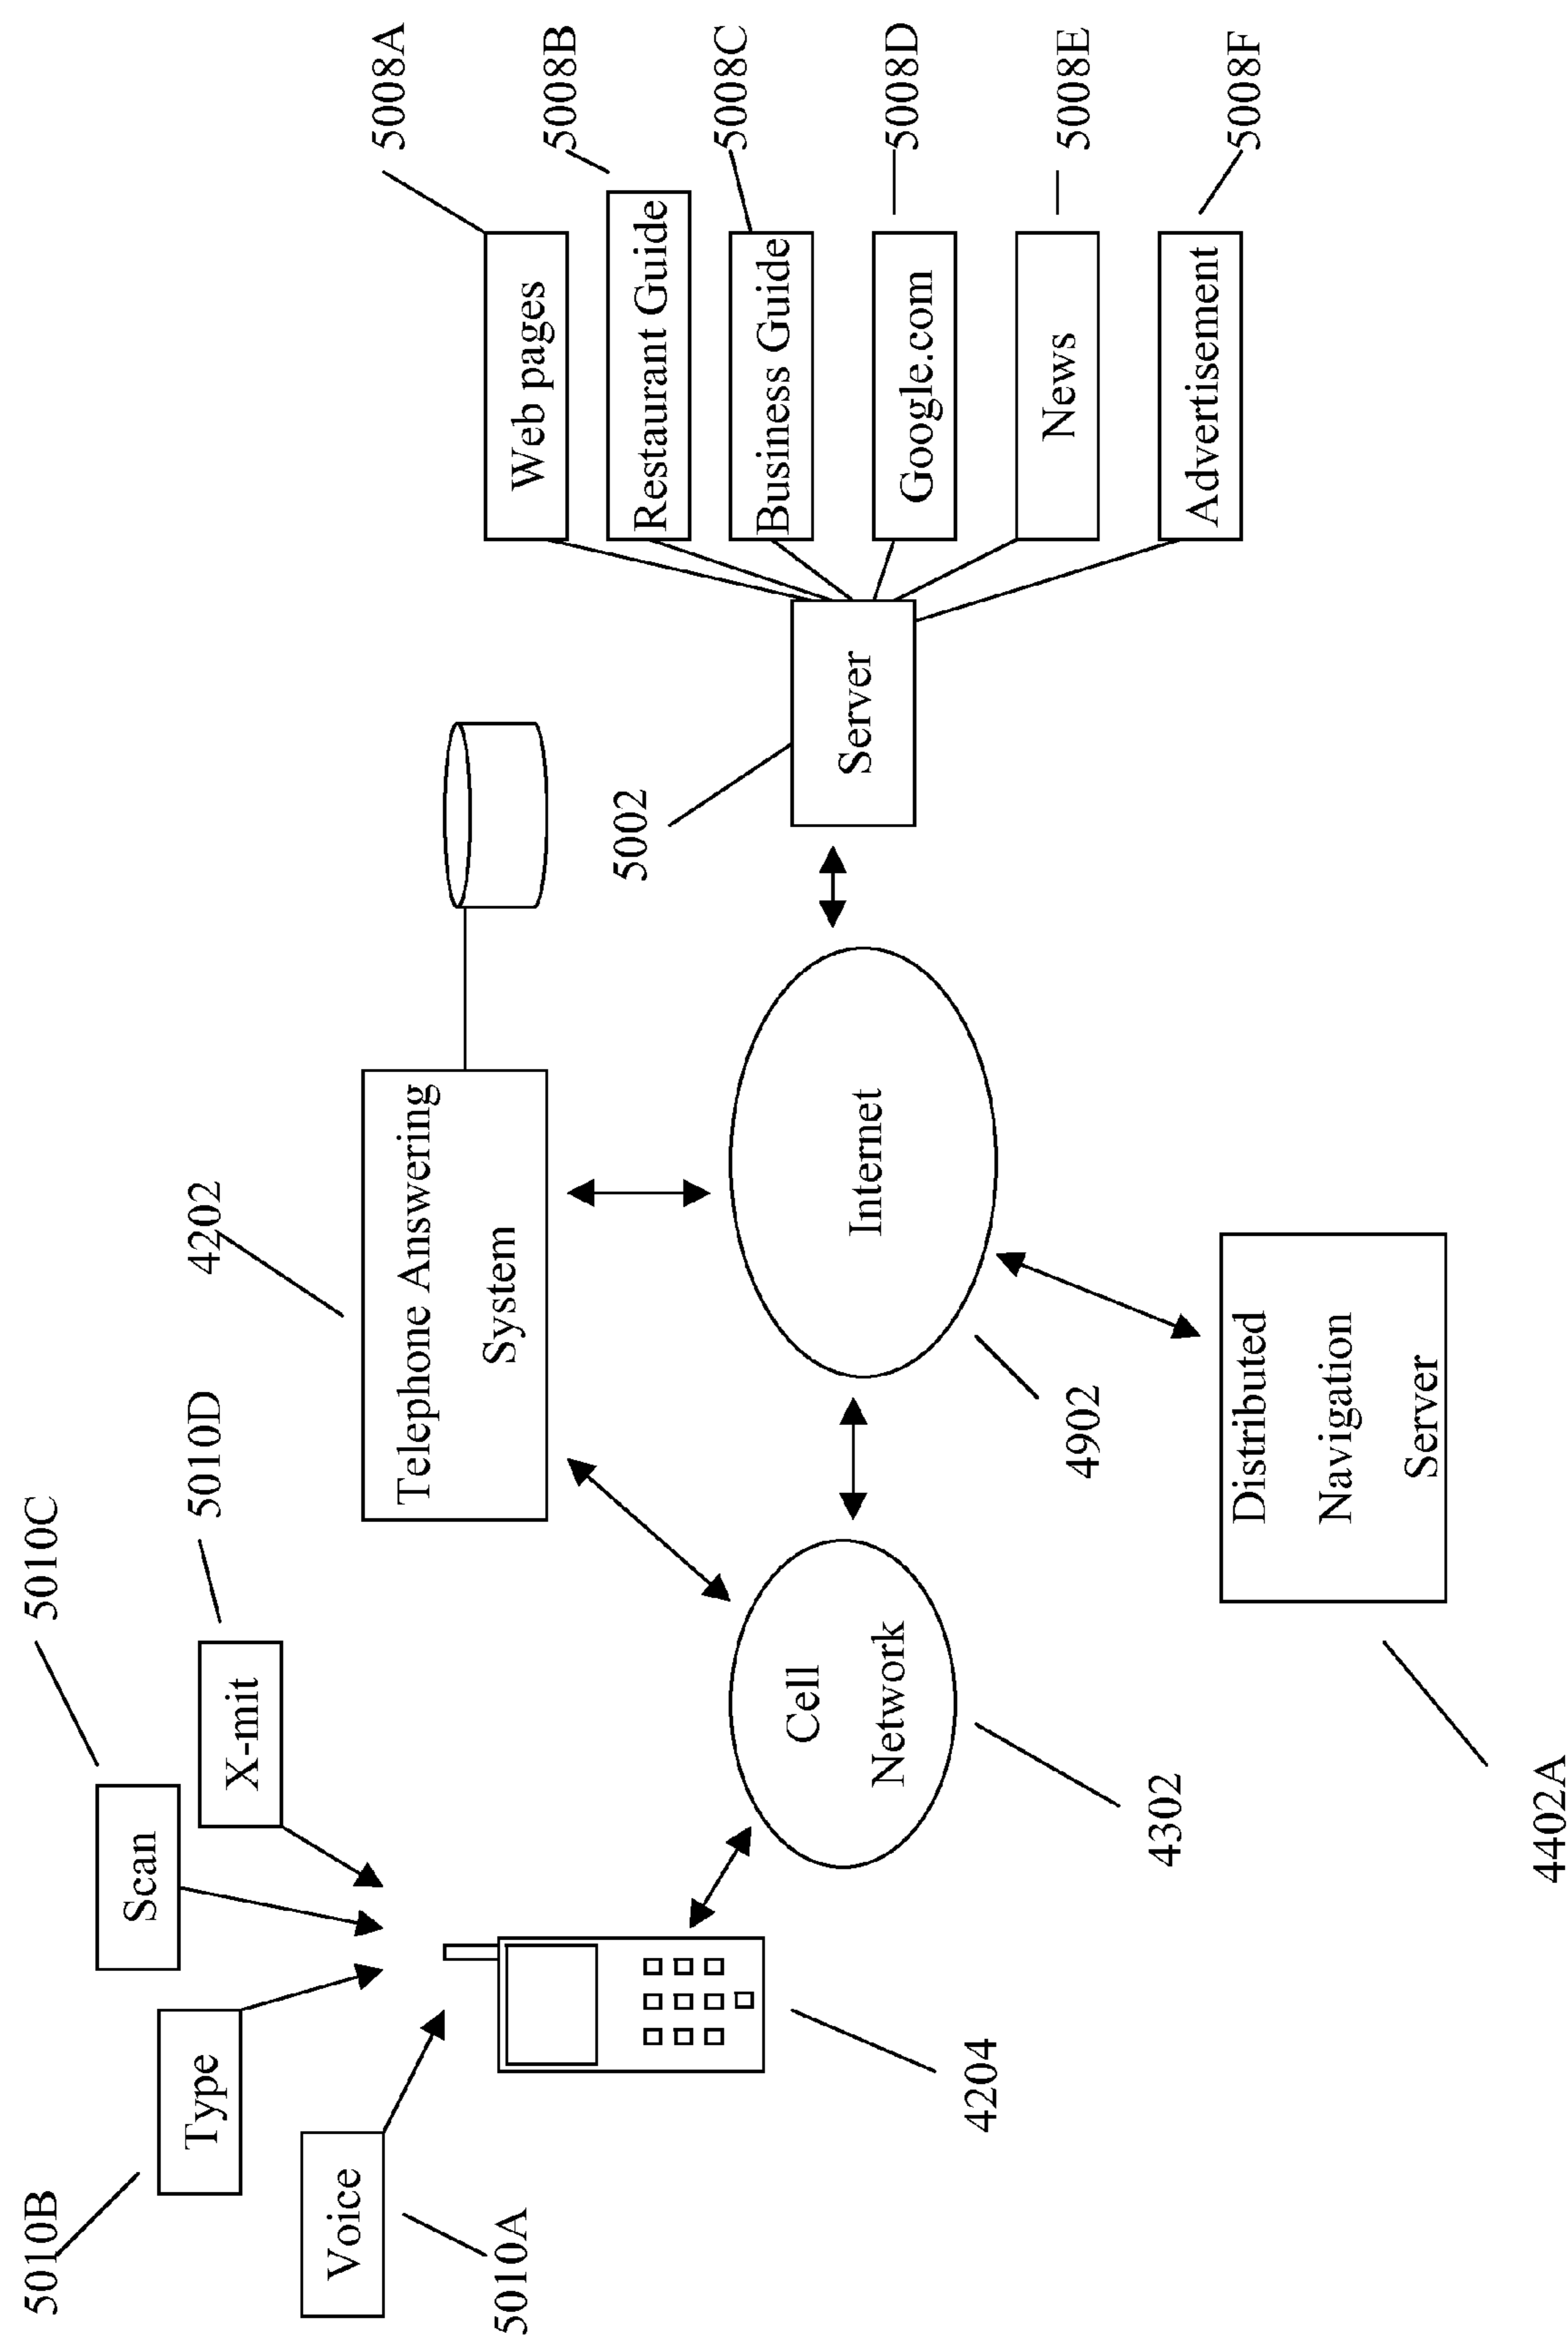 5010B
5010C
5010D
4202
5008A
5008B
5008C
5008D
5008E
5008F
Type
Scan
X-mit
Voice
5010A
4204
Telephone Answering
System
Cell
Network
4302
Internet
4902
5002
Server
Web pages
Restaurant Guide
Business Guide
Google.com
News
Advertisement
Distributed
Navigation
Server
4402A